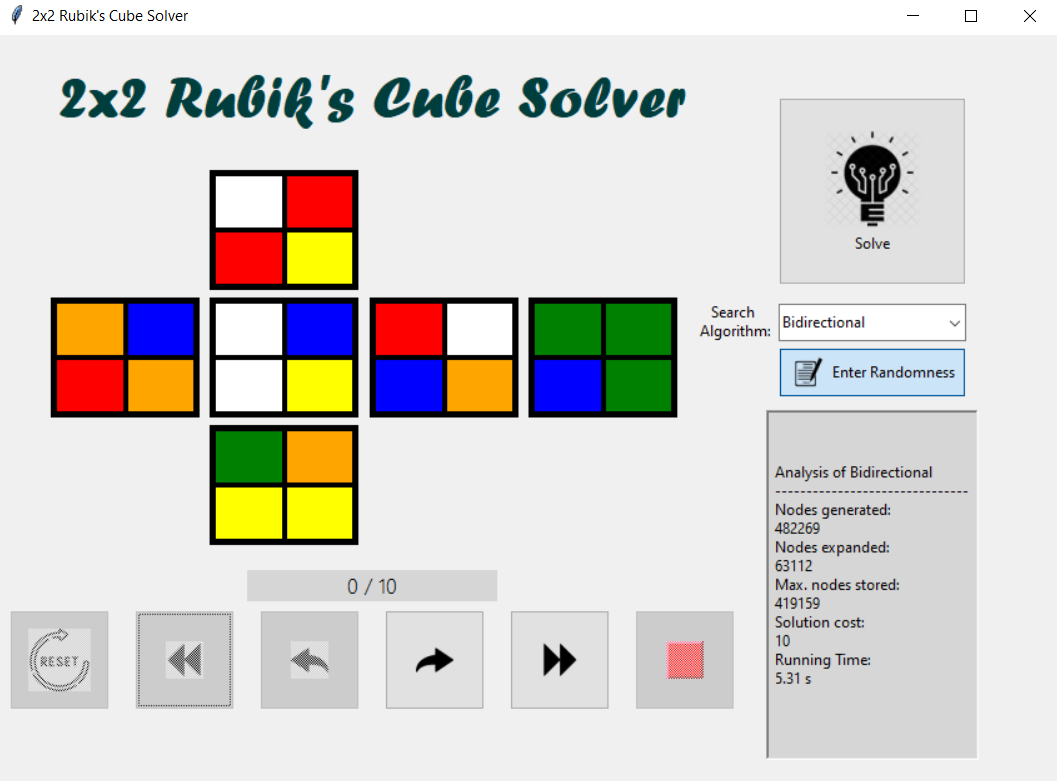 2x2 Rubik's Cube Solver
2x2 Rubik's Cube Solver
Solve
Search
Algorithm:
Bidirectional
Enter Randomness
Analysis of Bidirectional
--------------------------------
Nodes generated:
482269
Nodes expanded:
63112
Max. nodes stored:
419159
Solution cost:
10
Running Time:
5.31 s
0 / 10
RESET